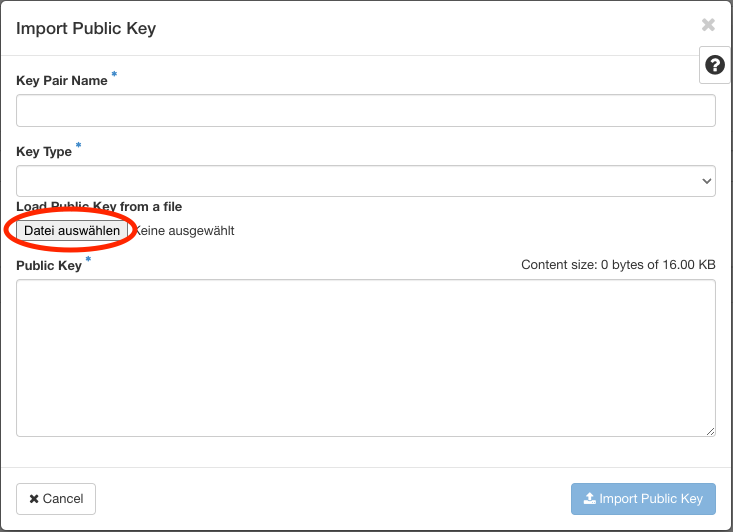 Import Public Key
Key Pair Name *
Key Type *
Load Public Key from a file
Datei auswählen Keine ausgewählt
Public Key * Content size: 0 bytes of 16.00 KB
Cancel Import Public Key